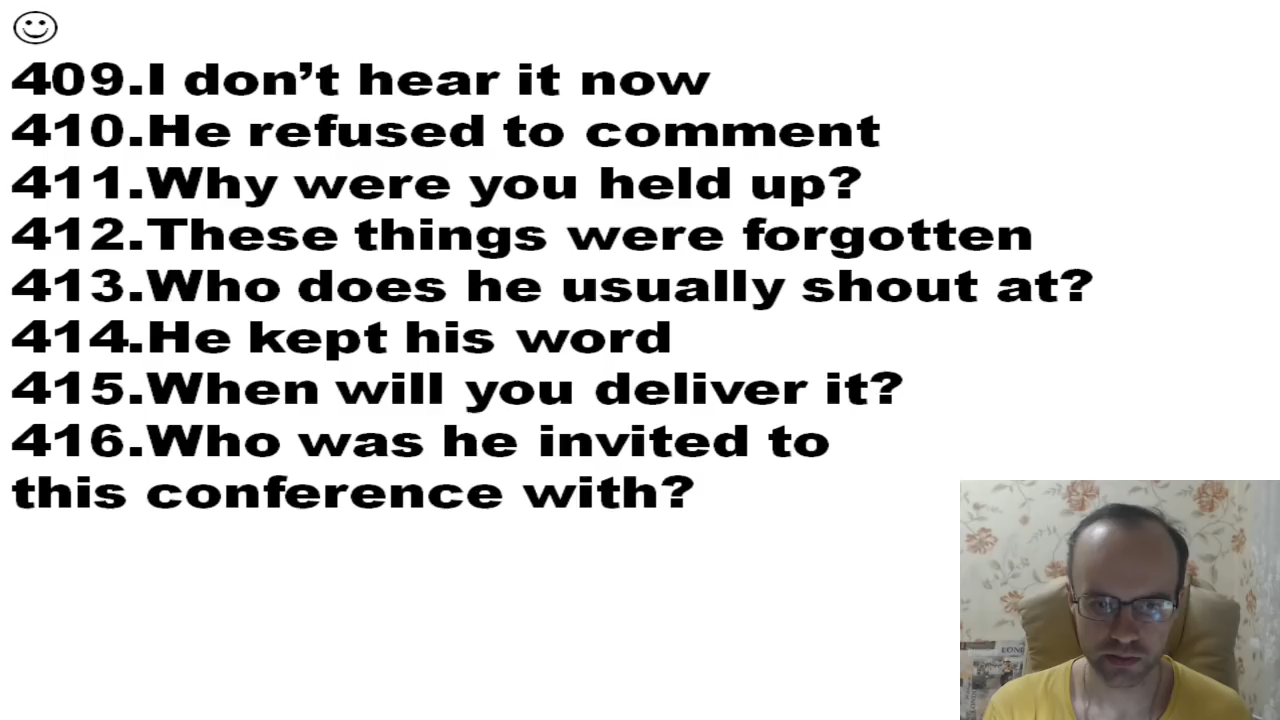 409.I don’t hear it now
410.He refused to comment
411.Why were you held up?
412.These things were forgotten
413.Who does he usually shout at?
414.He kept his word
415.When will you deliver it?
416.Who was he invited to
this conference with?